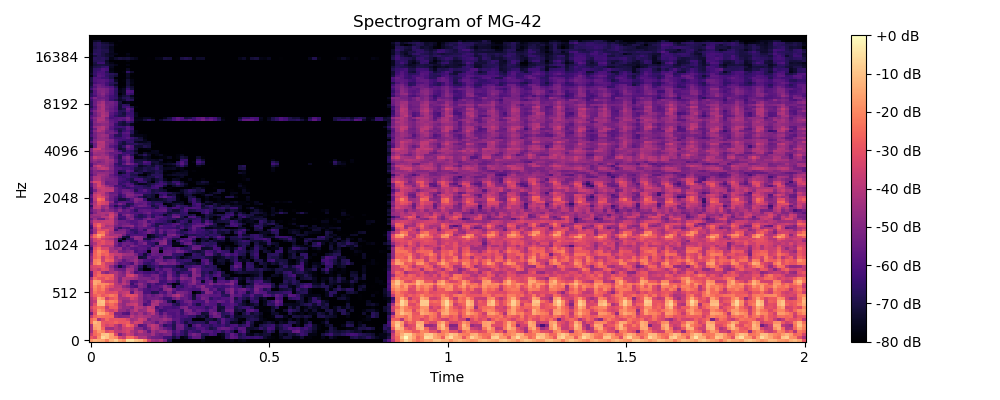 Spectrogram of MG-42
Hz
16384
8192
4096
2048
1024
512
0
0 0.5 1 1.5 2
Time
+0 dB
-10 dB
-20 dB
-30 dB
-40 dB
-50 dB
-60 dB
-70 dB
-80 dB